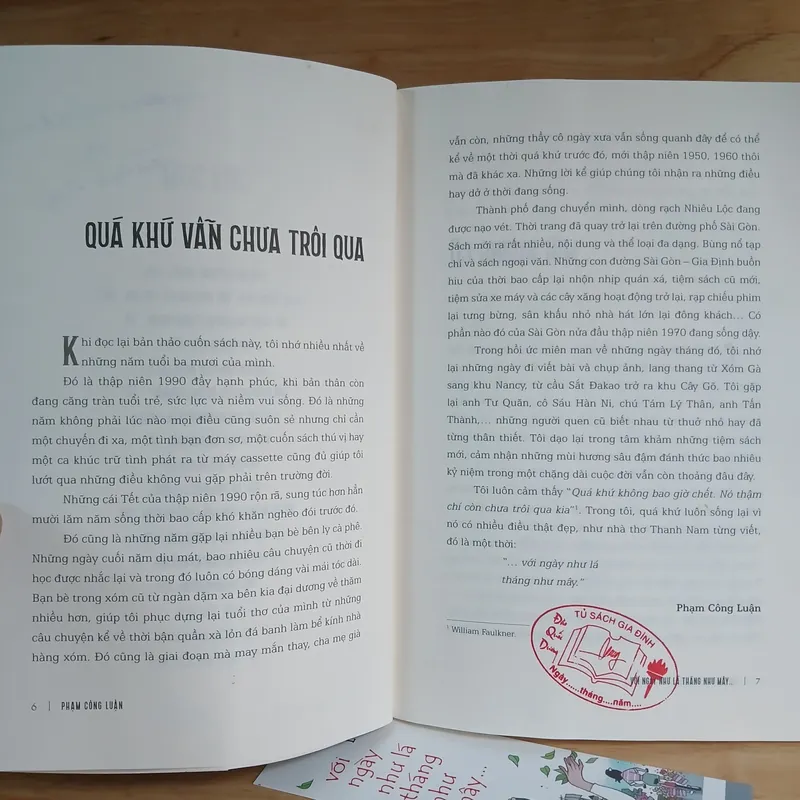 QUÁ KHỨ VẪN CHƯA TRÔI QUA
Khi đọc lại bản thảo cuốn sách này, tôi nhớ nhiều nhất về
những năm tuổi ba mươi của mình.
Đó là thập niên 1990 đầy hạnh phúc, khi bản thân còn
đang căng tràn tuổi trẻ, sức lực và niềm vui sống. Đó là những
năm không phải lúc nào mọi điều cũng suôn sẻ nhưng chỉ cần
một chuyến đi xa, một tình bạn đơn sơ, một cuốn sách thú vị hay
một ca khúc trữ tình phát ra từ máy cassette cũng đủ giúp tôi
lướt qua những điều không vui gặp phải trên trường đời.
Những cái Tết của thập niên 1990 rộn rã, sung túc hơn hẳn
mười lăm năm sống thời bao cấp khó khăn nghèo đói trước đó.
Đó cũng là những năm gặp lại nhiều bạn bè bên ly cà phê.
Những ngày cuối năm dịu mát, bao nhiêu câu chuyện cũ thời đi
học được nhắc lại và trong đó luôn có bóng dáng vài mái tóc dài.
Bạn bè trong xóm cũ từ ngàn dặm xa bên kia đại dương về thăm
nhiều hơn, giúp tôi phục dựng lại tuổi thơ của mình từ những
câu chuyện kể về thời bận quần xà lỏn đá banh làm bể kính nhà
hàng xóm. Đó cũng là giai đoạn mà may mắn thay, cha mẹ già
6 | PHẠM CÔNG LUẬN
vẫn còn, những thầy cô ngày xưa vẫn sống quanh đây để có thể
kể về một thời quá khứ trước đó, mới thập niên 1950, 1960 thôi
mà đã khác xa. Những lời kể giúp chúng tôi nhận ra những điều
hay dở ở thời đang sống.
Thành phố đang chuyển mình, dòng rạch Nhiêu Lộc đang
được nạo vét. Thời trang đã quay trở lại trên đường phố Sài Gòn.
Sách mới ra rất nhiều, nội dung và thể loại đa dạng. Bùng nổ tạp
chí và sách ngoại văn. Những con đường Sài Gòn – Gia Định buồn
hiu của thời bao cấp lại nhộn nhịp quán xá, tiệm sách cũ mới,
tiệm sửa xe máy và các cây xăng hoạt động trở lại, rạp chiếu phim
lại tưng bừng, sân khấu nhỏ nhà hát lớn lại đông khách... Có
phần nào đó của Sài Gòn nửa đầu thập niên 1970 đang sống dậy.
Trong hồi ức miên man về những ngày tháng đó, tôi nhớ
lại những ngày đi viết bài và chụp ảnh, lang thang từ Xóm Gà
sang khu Nancy, từ cầu Sắt Đakao trở ra khu Cây Gõ. Tôi gặp
lại anh Tư Quân, cô Sáu Hàn Ni, chú Tám Lý Thân, anh Tấn
Thành,... những người quen cũ biết nhau từ thuở nhỏ hay đã
từng thân thiết. Tôi dạo lại trong tâm khảm những tiệm sách
mới, cảm nhận những mùi hương sâu đậm đánh thức bao nhiêu
kỷ niệm trong một chặng dài cuộc đời vẫn còn thoảng đâu đây.
Tôi luôn cảm thấy “Quá khứ không bao giờ chết. Nó thậm
chí còn chưa trôi qua kia”¹. Trong tôi, quá khứ luôn sống lại vì
nó có nhiều điều thật đẹp, như nhà thơ Thanh Nam từng viết,
đó là một thời:
“... với ngày như lá
tháng như mây.”
Phạm Công Luận
¹ William Faulkner.
TỦ SÁCH GIA ĐÌNH
Ngày......tháng....năm....
VỚI NGÀY NHƯ LÁ THÁNG NHƯ MÂY... | 7
với
ngày
như lá
tháng
như
mây...